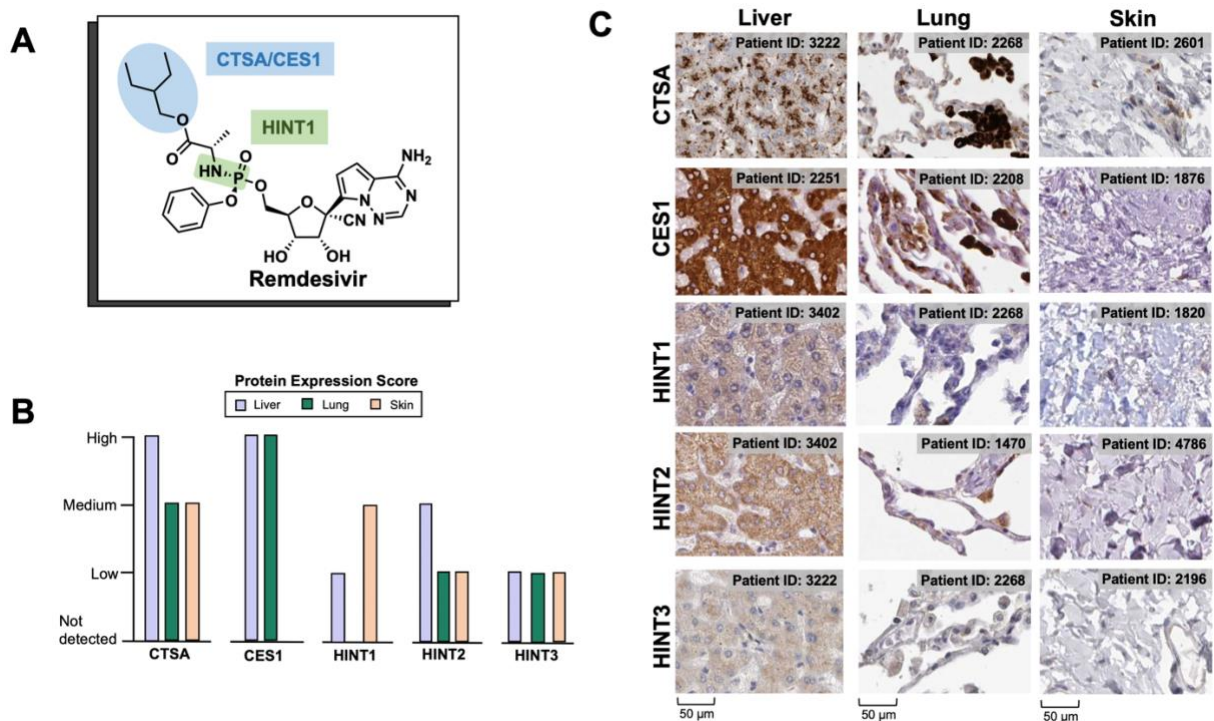 A
CTSA/CES1
HINT1
O
O
HN
P
O
O
O
O
NH2
N
N
N
CN
HO
OH
Remdesivir
B
Protein Expression Score
Liver Lung Skin
High
Medium
Low
Not
detected
CTSA CES1 HINT1 HINT2 HINT3
C
Liver Lung Skin
CTSA
Patient ID: 3222 Patient ID: 2268 Patient ID: 2601
CES1
Patient ID: 2251 Patient ID: 2208 Patient ID: 1876
HINT1
Patient ID: 3402 Patient ID: 2268 Patient ID: 1820
HINT2
Patient ID: 3402 Patient ID: 1470 Patient ID: 4786
HINT3
Patient ID: 3222 Patient ID: 2268 Patient ID: 2196
50 µm 50 µm 50 µm